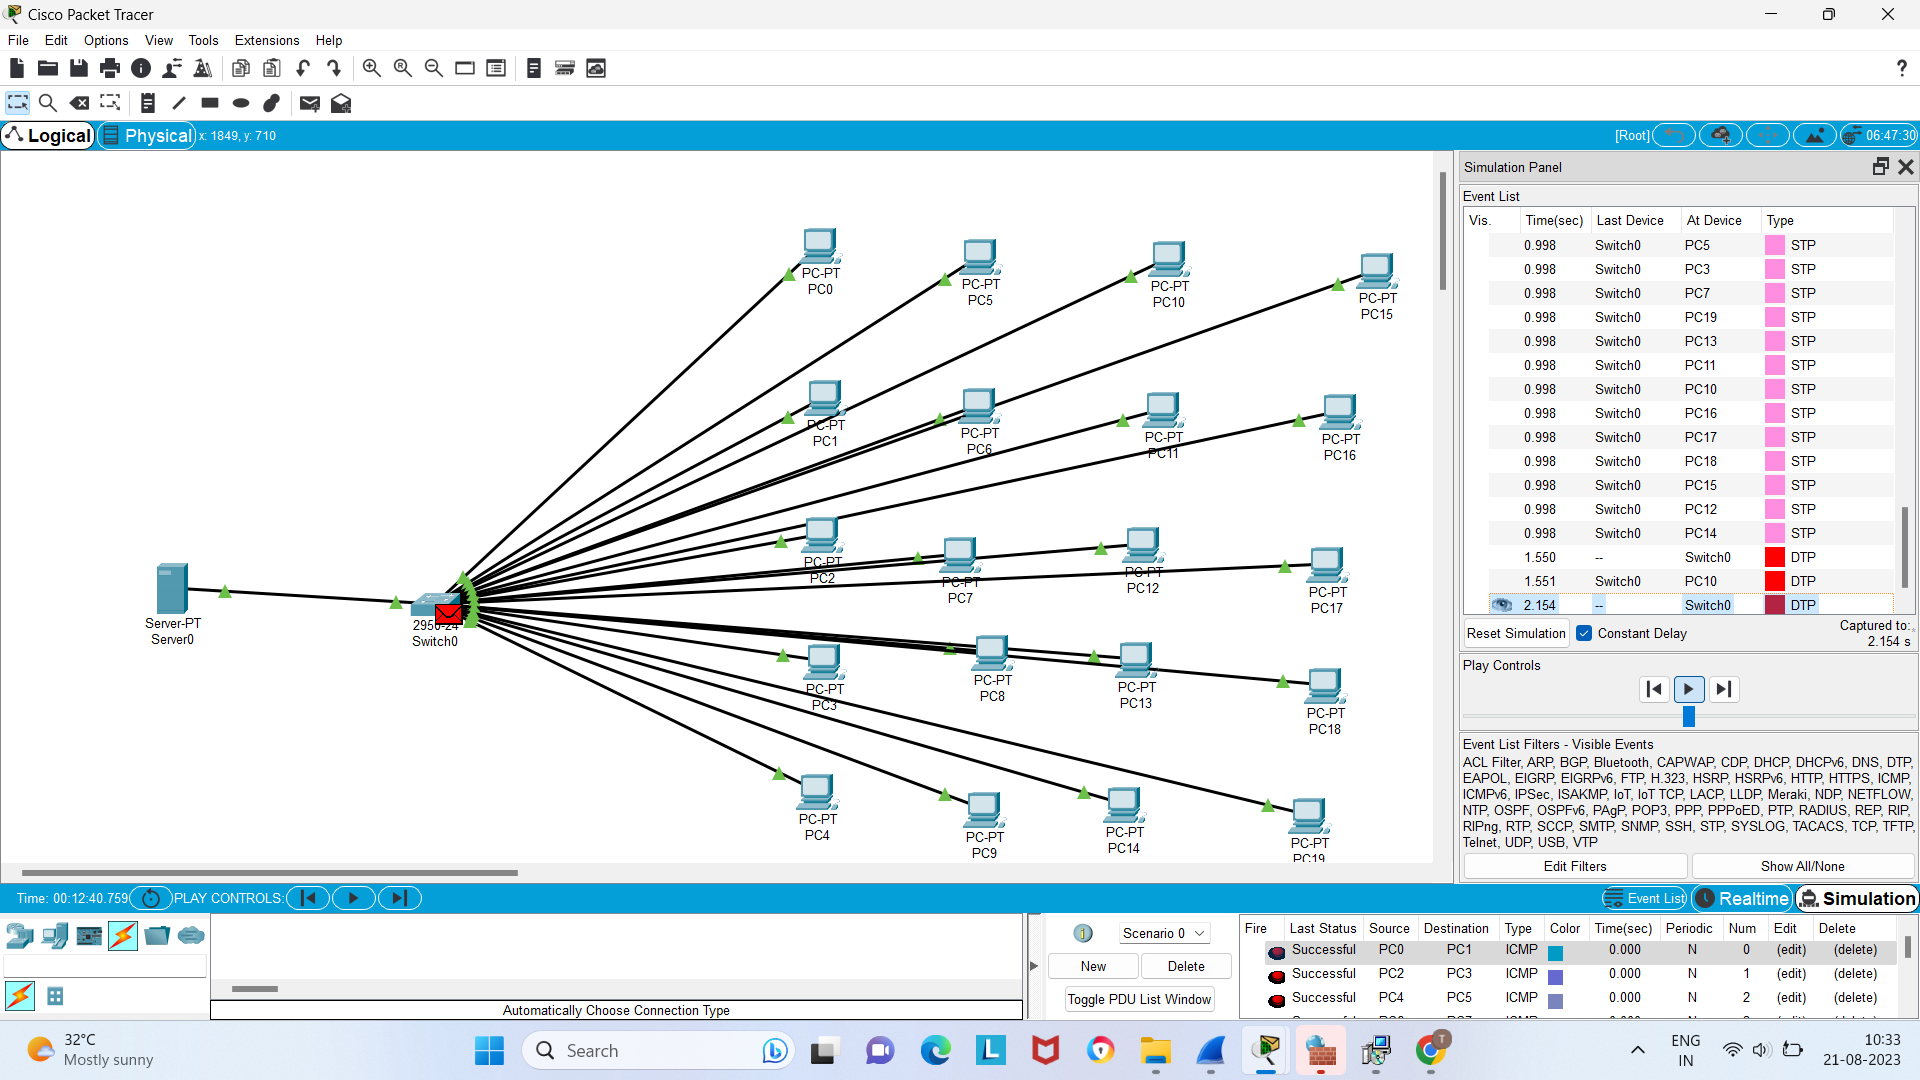 Cisco Packet Tracer
File Edit Options View Tools Extensions Help
Logical Physical x: 1849, y: 710 [Root] 06:47:30
PC-PT
PC0
PC-PT
PC5
PC-PT
PC10
PC-PT
PC15
PC-PT
PC1
PC-PT
PC6
PC-PT
PC11
PC-PT
PC16
PC-PT
PC2
PC-PT
PC7
PC-PT
PC12
PC-PT
PC17
Server-PT
Server0
2950-24
Switch0
PC-PT
PC3
PC-PT
PC8
PC-PT
PC13
PC-PT
PC18
PC-PT
PC4
PC-PT
PC9
PC-PT
PC14
PC-PT
PC19
Simulation Panel
Event List
Vis. Time(sec) Last Device At Device Type
0.998 Switch0 PC5 STP
0.998 Switch0 PC3 STP
0.998 Switch0 PC7 STP
0.998 Switch0 PC19 STP
0.998 Switch0 PC13 STP
0.998 Switch0 PC11 STP
0.998 Switch0 PC10 STP
0.998 Switch0 PC16 STP
0.998 Switch0 PC17 STP
0.998 Switch0 PC18 STP
0.998 Switch0 PC15 STP
0.998 Switch0 PC12 STP
0.998 Switch0 PC14 STP
1.550 -- Switch0 DTP
1.551 Switch0 PC10 DTP
2.154 -- Switch0 DTP
Reset Simulation Constant Delay Captured to:
2.154 s
Play Controls
Event List Filters - Visible Events
ACL Filter, ARP, BGP, Bluetooth, CAPWAP, CDP, DHCP, DHCPv6, DNS, DTP,
EAPOL, EIGRP, EIGRPv6, FTP, H.323, HSRP, HSRPv6, HTTP, HTTPS, ICMP,
ICMPv6, IPSec, ISAKMP, IoT, IoT TCP, LACP, LLDP, Meraki, NDP, NETFLOW,
NTP, OSPF, OSPFv6, PAgP, POP3, PPP, PPPoED, PTP, RADIUS, REP, RIP,
RIPng, RTP, SCCP, SMTP, SNMP, SSH, STP, SYSLOG, TACACS, TCP, TFTP,
Telnet, UDP, USB, VTP
Edit Filters Show All/None
Time: 00:12:40.759 PLAY CONTROLS: Event List Realtime Simulation
Automatically Choose Connection Type
Scenario 0
New Delete
Toggle PDU List Window
Fire Last Status Source Destination Type Color Time(sec) Periodic Num Edit Delete
Successful PC0 PC1 ICMP 0.000 N 0 (edit) (delete)
Successful PC2 PC3 ICMP 0.000 N 1 (edit) (delete)
Successful PC4 PC5 ICMP 0.000 N 2 (edit) (delete)
32°C
Mostly sunny
Search
ENG
IN
10:33
21-08-2023